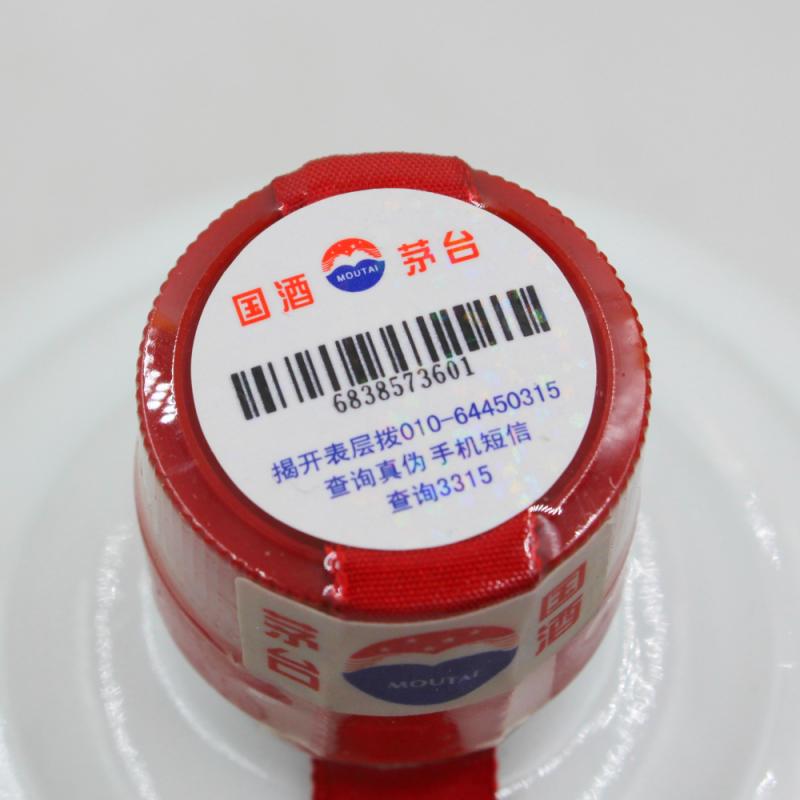 国酒 MOUTAI 茅台
6838573601
揭开表层拨010-64450315
查询真伪 手机短信
查询3315
茅台 MOUTAI 国酒